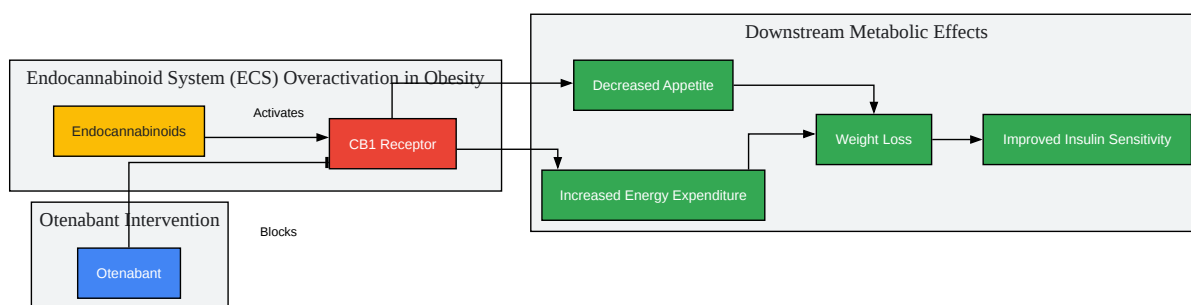 Downstream Metabolic Effects
Endocannabinoid System (ECS) Overactivation in Obesity
Decreased Appetite
Endocannabinoids
Activates
CB1 Receptor
Weight Loss
Improved Insulin Sensitivity
Increased Energy Expenditure
Otenabant Intervention
Blocks
Otenabant